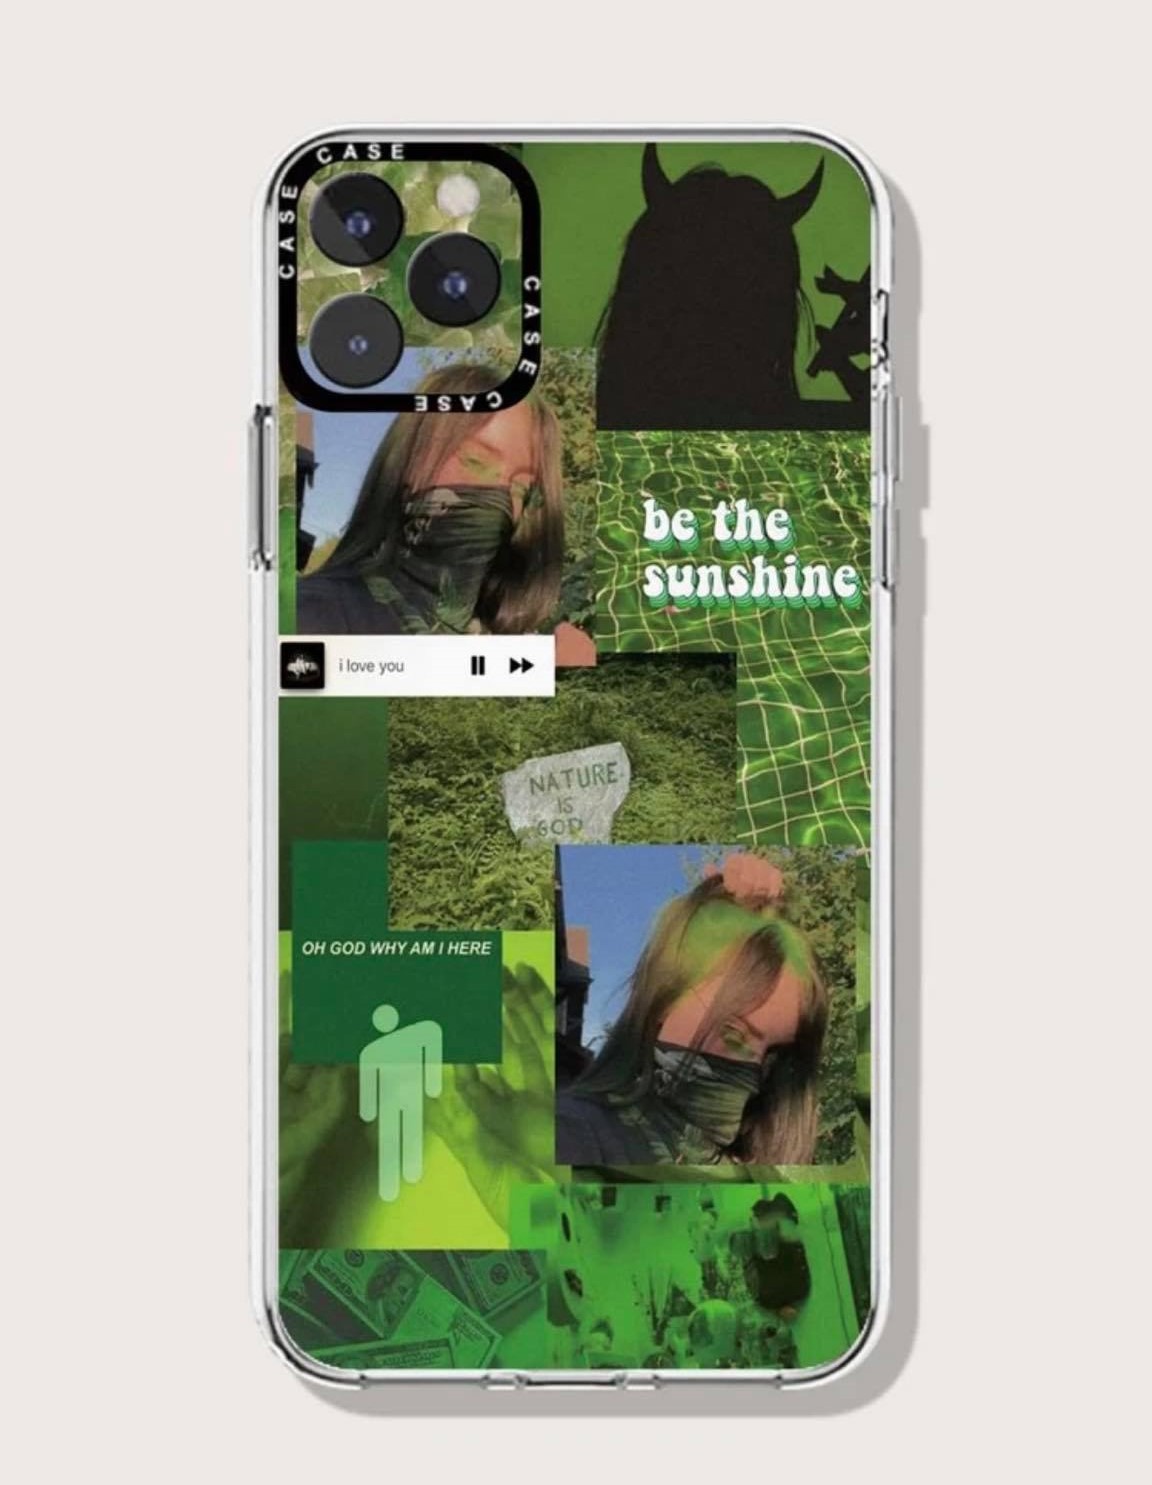 CASE
CASE
CASE
CASE
be the
sunshine
i love you
NATURE
IS
GOD
OH GOD WHY AM I HERE